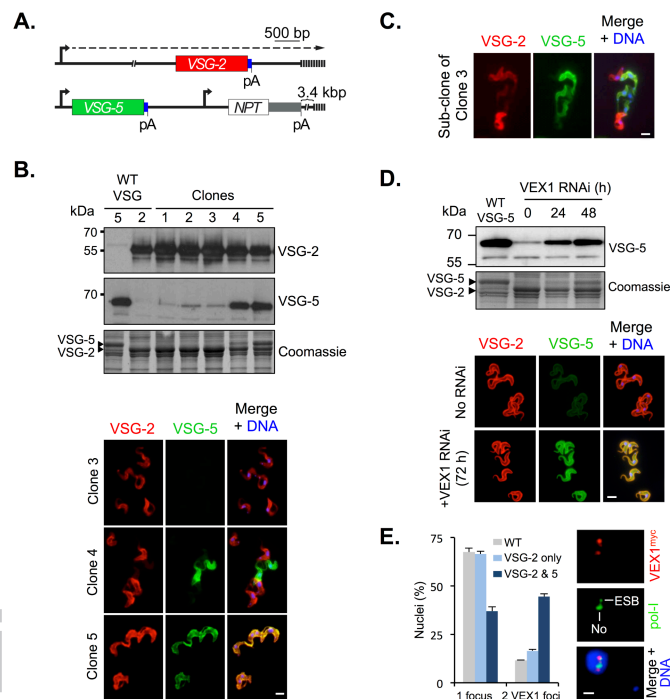 A.
500 bp
VSG-2
pA
3.4 kbp
VSG-5
NPT
pA
pA
B.
WT
VSG
Clones
kDa
5 2 1 2 3 4 5
70
55
VSG-2
70
VSG-5
VSG-5
VSG-2
Coomassie
VSG-2 VSG-5 Merge + DNA
Clone 3
Clone 4
Clone 5
C.
VSG-2 VSG-5 Merge + DNA
Sub-clone of
Clone 3
D.
WT
VSG-5
VEX1 RNAi (h)
kDa
0 24 48
70
55
VSG-5
VSG-5
VSG-2
Coomassie
VSG-2 VSG-5 Merge + DNA
No RNAi
+VEX1 RNAi
(72 h)
E.
Nuclei (%)
75
50
25
0
WT
VSG-2 only
VSG-2 & 5
1 focus 2 VEX1 foci
VEX1myc
ESB
No
pol-I
Merge +
DNA